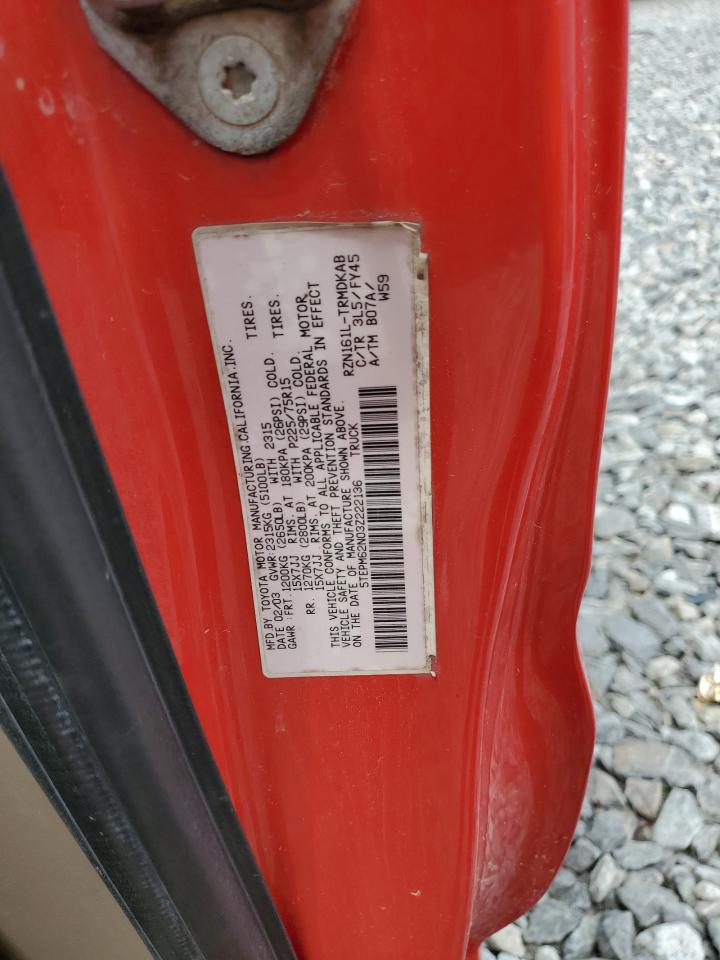 MFD BY TOYOTA MOTOR MANUFACTURING CALIFORNIA, INC.
DATE 02/03 GVWR:2315KG (5100LB)
GAWR :FRT.1200KG (2650LB) WITH 2315 TIRES.
15X7JJ RIMS. AT 180KPA (26PSI) COLD.
RR. 1270KG (2800LB) WITH P225/75R15 TIRES.
15X7JJ RIMS. AT 200KPA (29PSI) COLD.
THIS VEHICLE CONFORMS TO ALL APPLICABLE FEDERAL MOTOR
VEHICLE SAFETY AND THEFT PREVENTION STANDARDS IN EFFECT
ON THE DATE OF MANUFACTURE SHOWN ABOVE.
5TEPM62N03Z222136 TRUCK
RZN161L-TRMDKAB
C/TR 3L5/FY45
A/TM B07A/
W59